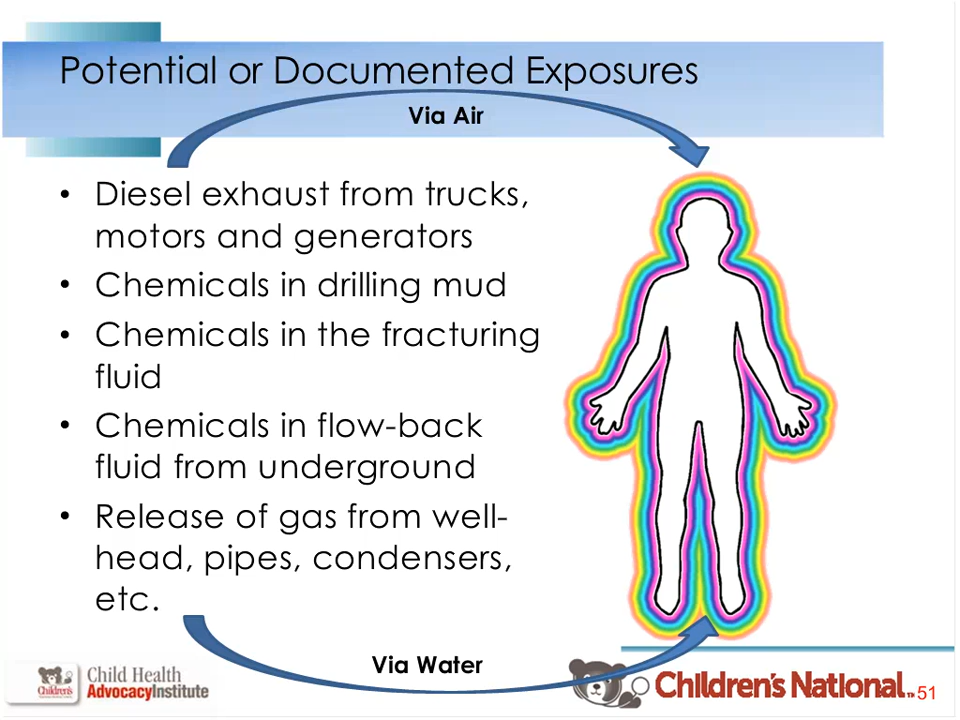 Potential or Documented Exposures
Via Air
• Diesel exhaust from trucks,
motors and generators
• Chemicals in drilling mud
• Chemicals in the fracturing
fluid
• Chemicals in flow-back
fluid from underground
• Release of gas from well-
head, pipes, condensers,
etc.
Via Water
Children's
Child Health
AdvocacyInstitute
Children's National™
51